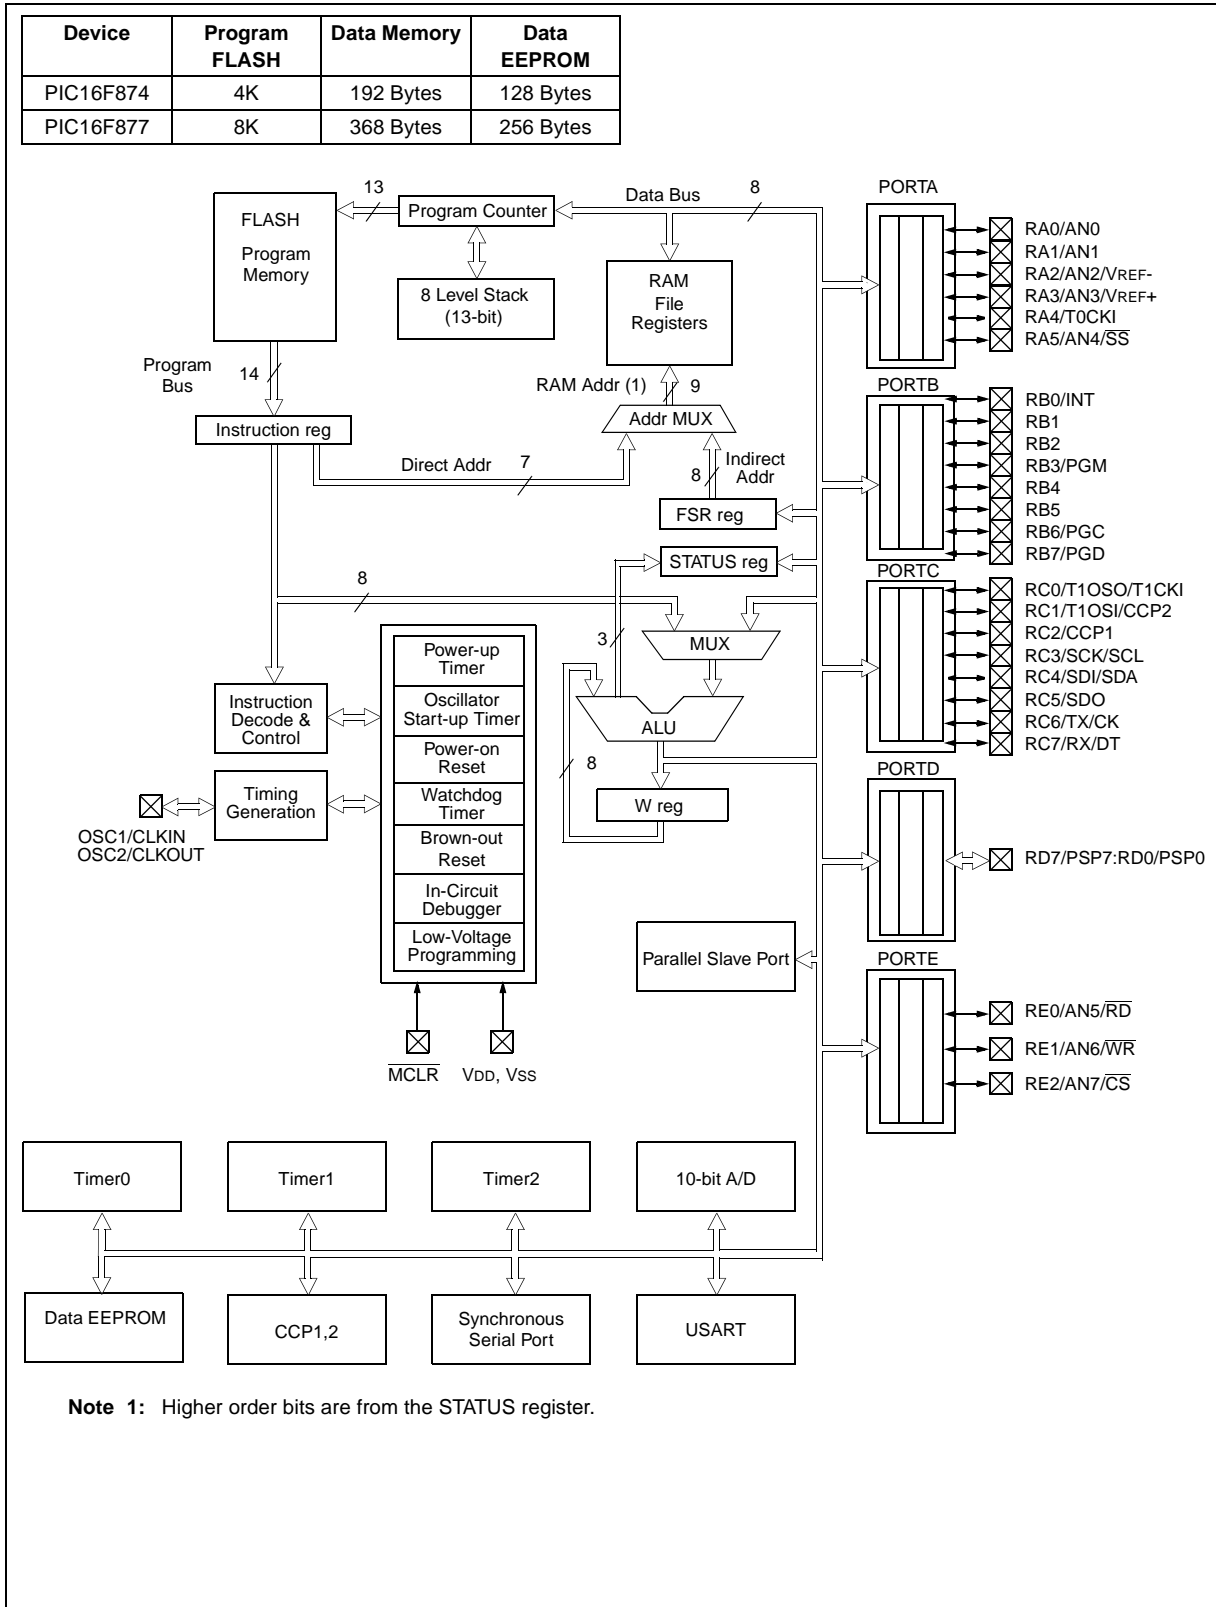 Device Program FLASH Data Memory Data EEPROM
PIC16F874 4K 192 Bytes 128 Bytes
PIC16F877 8K 368 Bytes 256 Bytes
13
Data Bus
8
PORTA
FLASH
Program
Memory
Program Counter
8 Level Stack
(13-bit)
RAM
File
Registers
RA0/AN0
RA1/AN1
RA2/AN2/VREF-
RA3/AN3/VREF+
RA4/T0CKI
RA5/AN4/S̅S̅
Program
Bus
14
RAM Addr (1)
9
PORTB
Instruction reg
Addr MUX
Direct Addr
7
8
Indirect
Addr
FSR reg
RB0/INT
RB1
RB2
RB3/PGM
RB4
RB5
RB6/PGC
RB7/PGD
STATUS reg
PORTC
8
3
MUX
RC0/T1OSO/T1CKI
RC1/T1OSI/CCP2
RC2/CCP1
RC3/SCK/SCL
RC4/SDI/SDA
RC5/SDO
RC6/TX/CK
RC7/RX/DT
Power-up
Timer
Oscillator
Start-up Timer
Power-on
Reset
Watchdog
Timer
Brown-out
Reset
In-Circuit
Debugger
Low-Voltage
Programming
Instruction
Decode &
Control
ALU
8
W reg
Timing
Generation
OSC1/CLKIN
OSC2/CLKOUT
PORTD
RD7/PSP7:RD0/PSP0
Parallel Slave Port
PORTE
RE0/AN5/R̅D̅
RE1/AN6/W̅R̅
RE2/AN7/C̅S̅
M̅C̅L̅R̅
VDD, VSS
Timer0
Timer1
Timer2
10-bit A/D
Data EEPROM
CCP1,2
Synchronous
Serial Port
USART
Note 1: Higher order bits are from the STATUS register.